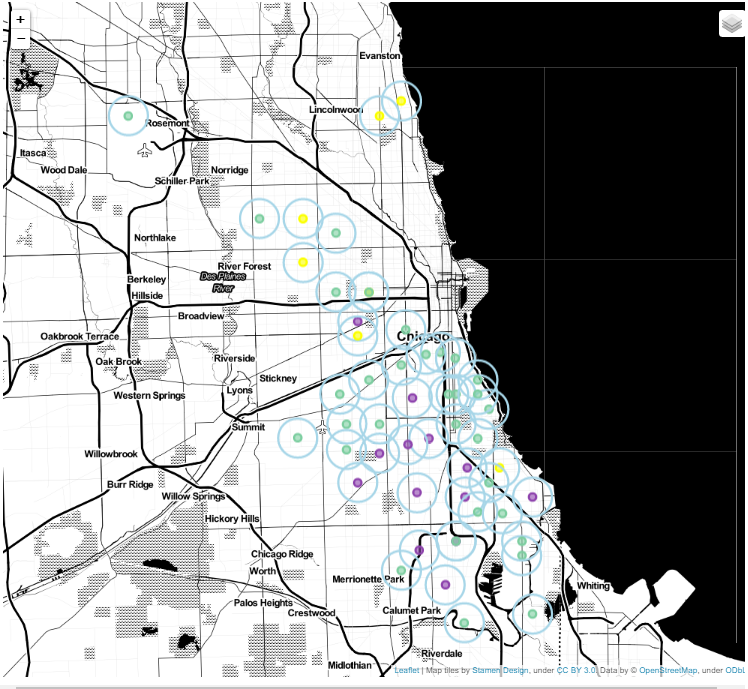 +
−
Evanston
Lincolnwood
Rosemont
Itasca
Wood Dale
Norridge
Schiller Park
Northlake
River Forest
Des Plaines
River
Berkeley
Hillside
Broadview
Oakbrook Terrace
Chicago
Oak Brook
Riverside
Stickney
Western Springs
Lyons
Summit
Willowbrook
Burr Ridge
Willow Springs
Hickory Hills
Chicago Ridge
Worth
Merrionette Park
Whiting
Palos Heights
Crestwood
Calumet Park
Riverdale
Midlothian
Leaflet | Map tiles by Stamen Design, under CC BY 3.0. Data by © OpenStreetMap, under ODbL